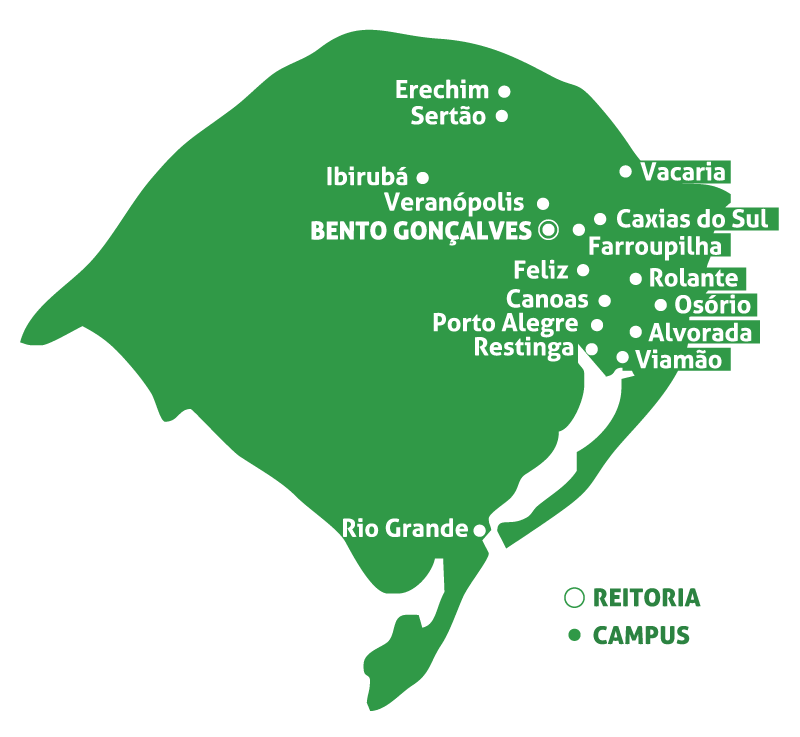 Erechim
Sertão
Vacaria
Ibirubá
Veranópolis
Caxias do Sul
BENTO GONÇALVES
Farroupilha
Feliz
Rolante
Canoas
Osório
Porto Alegre
Alvorada
Restinga
Viamão
Rio Grande
REITORIA
CAMPUS